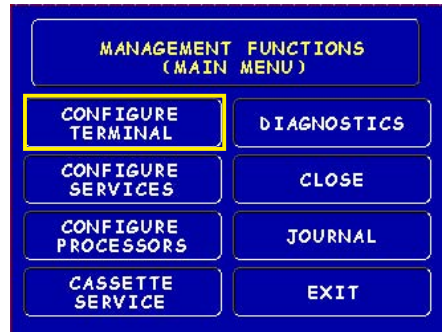 MANAGEMENT FUNCTIONS
(MAIN MENU)
CONFIGURE
TERMINAL
DIAGNOSTICS
CONFIGURE
SERVICES
CLOSE
CONFIGURE
PROCESSORS
JOURNAL
CASSETTE
SERVICE
EXIT